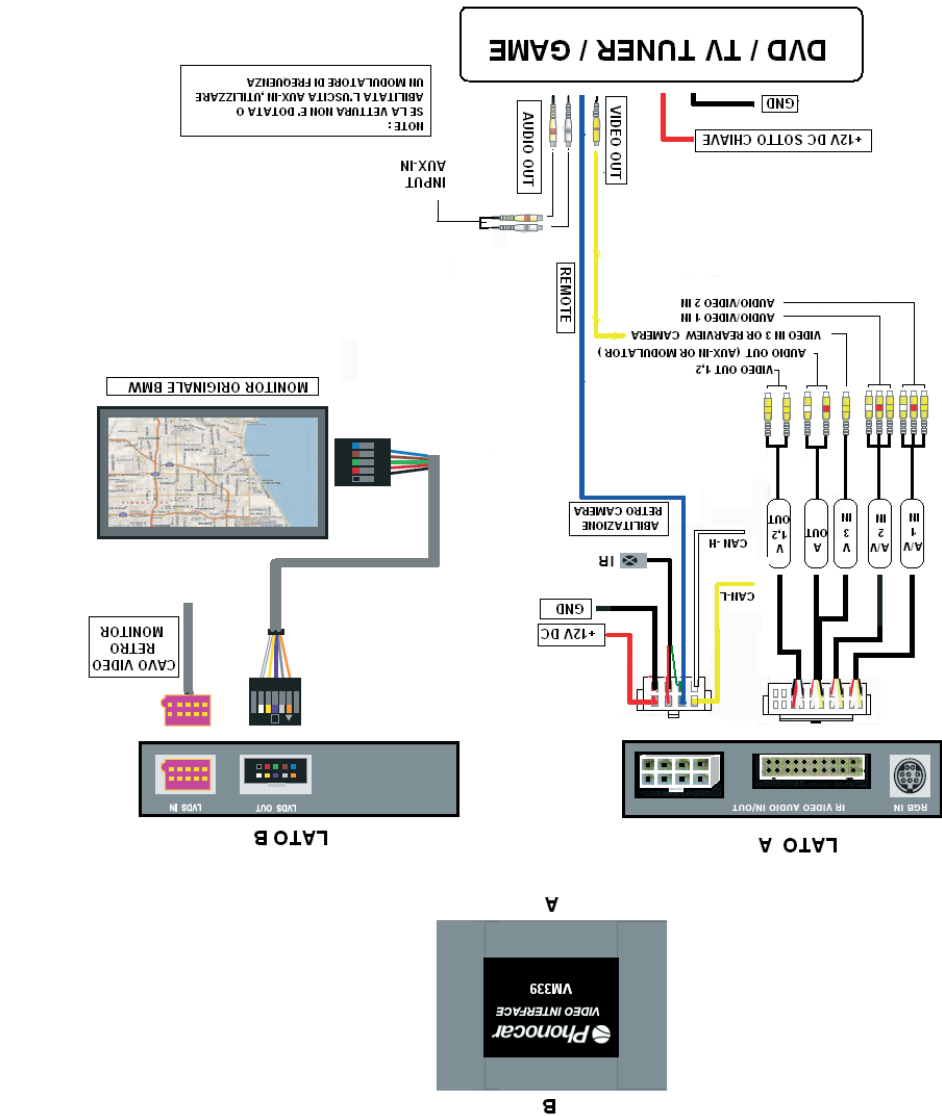 B
Phonocar
VIDEO INTERFACE
VM339
A
LATO A
RGB IN
IR VIDEO AUDIO IN/OUT
LATO B
LVDS OUT
LVDS IN
CAVO VIDEO
RETRO
MONITOR
+12V DC
GND
IR
CAN-L
CAN-H
ABILITAZIONE
RETRO CAMERA
A/V
1
IN
A/V
2
IN
V
3
IN
A
OUT
V
1,2
OUT
MONITOR ORIGINALE BMW
VIDEO OUT 1,2
AUDIO OUT (AUX-IN OR MODULATOR )
VIDEO IN 3 OR REARVIEW CAMERA
AUDIO/VIDEO 1 IN
AUDIO/VIDEO 2 IN
REMOTE
INPUT
AUX-IN
AUDIO OUT
VIDEO OUT
+12V DC SOTTO CHIAVE
GND
NOTE :
SE LA VETTURA NON E' DOTATA O
ABILITATA L'USCITA AUX-IN ,UTILIZZARE
UN MODULATORE DI FREQUENZA
DVD / TV TUNER / GAME